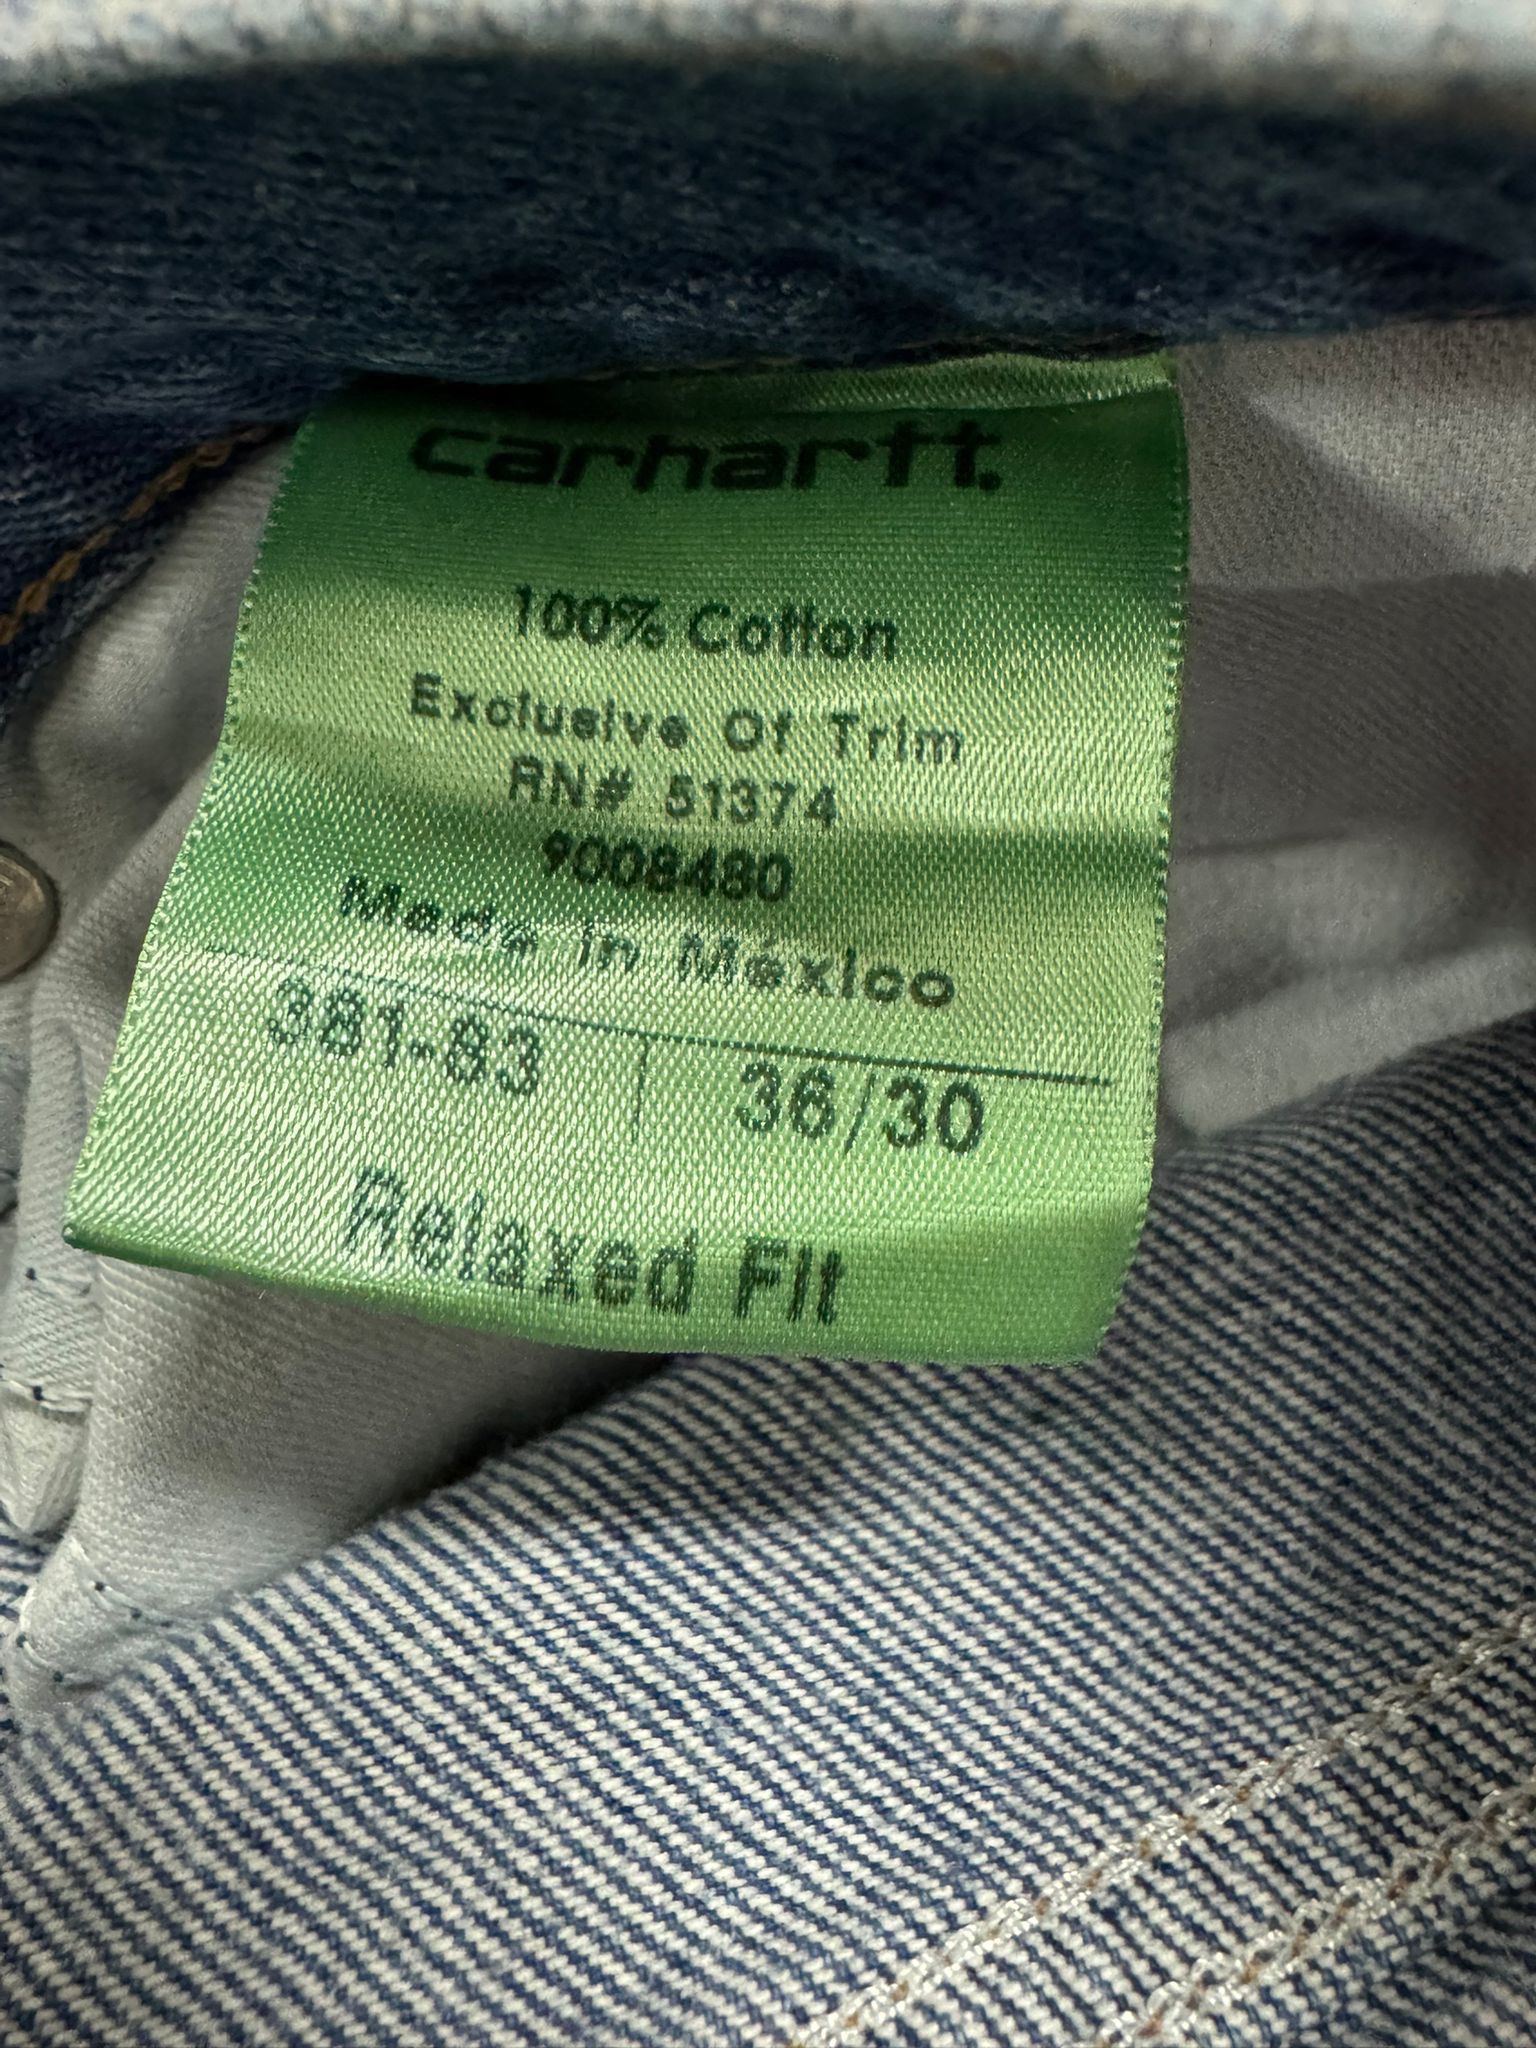 carhartt.
100% Cotton
Exclusive Of Trim
RN# 51374
9008480
Made in Mexico
381-83 | 36/30
Relaxed Fit